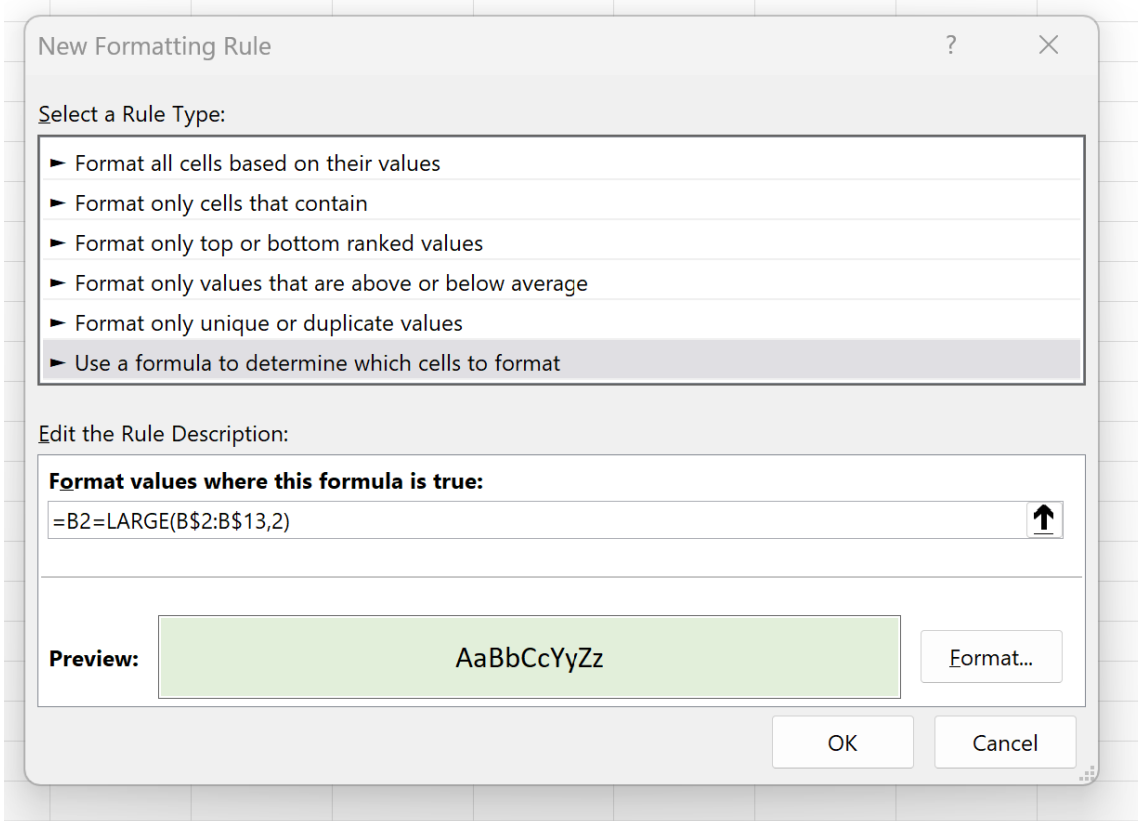 New Formatting Rule ?
Select a Rule Type:
► Format all cells based on their values
► Format only cells that contain
► Format only top or bottom ranked values
► Format only values that are above or below average
► Format only unique or duplicate values
► Use a formula to determine which cells to format
Edit the Rule Description:
Format values where this formula is true:
=B2=LARGE(B$2:B$13,2)
Preview: AaBbCcYyZz Format...
OK Cancel